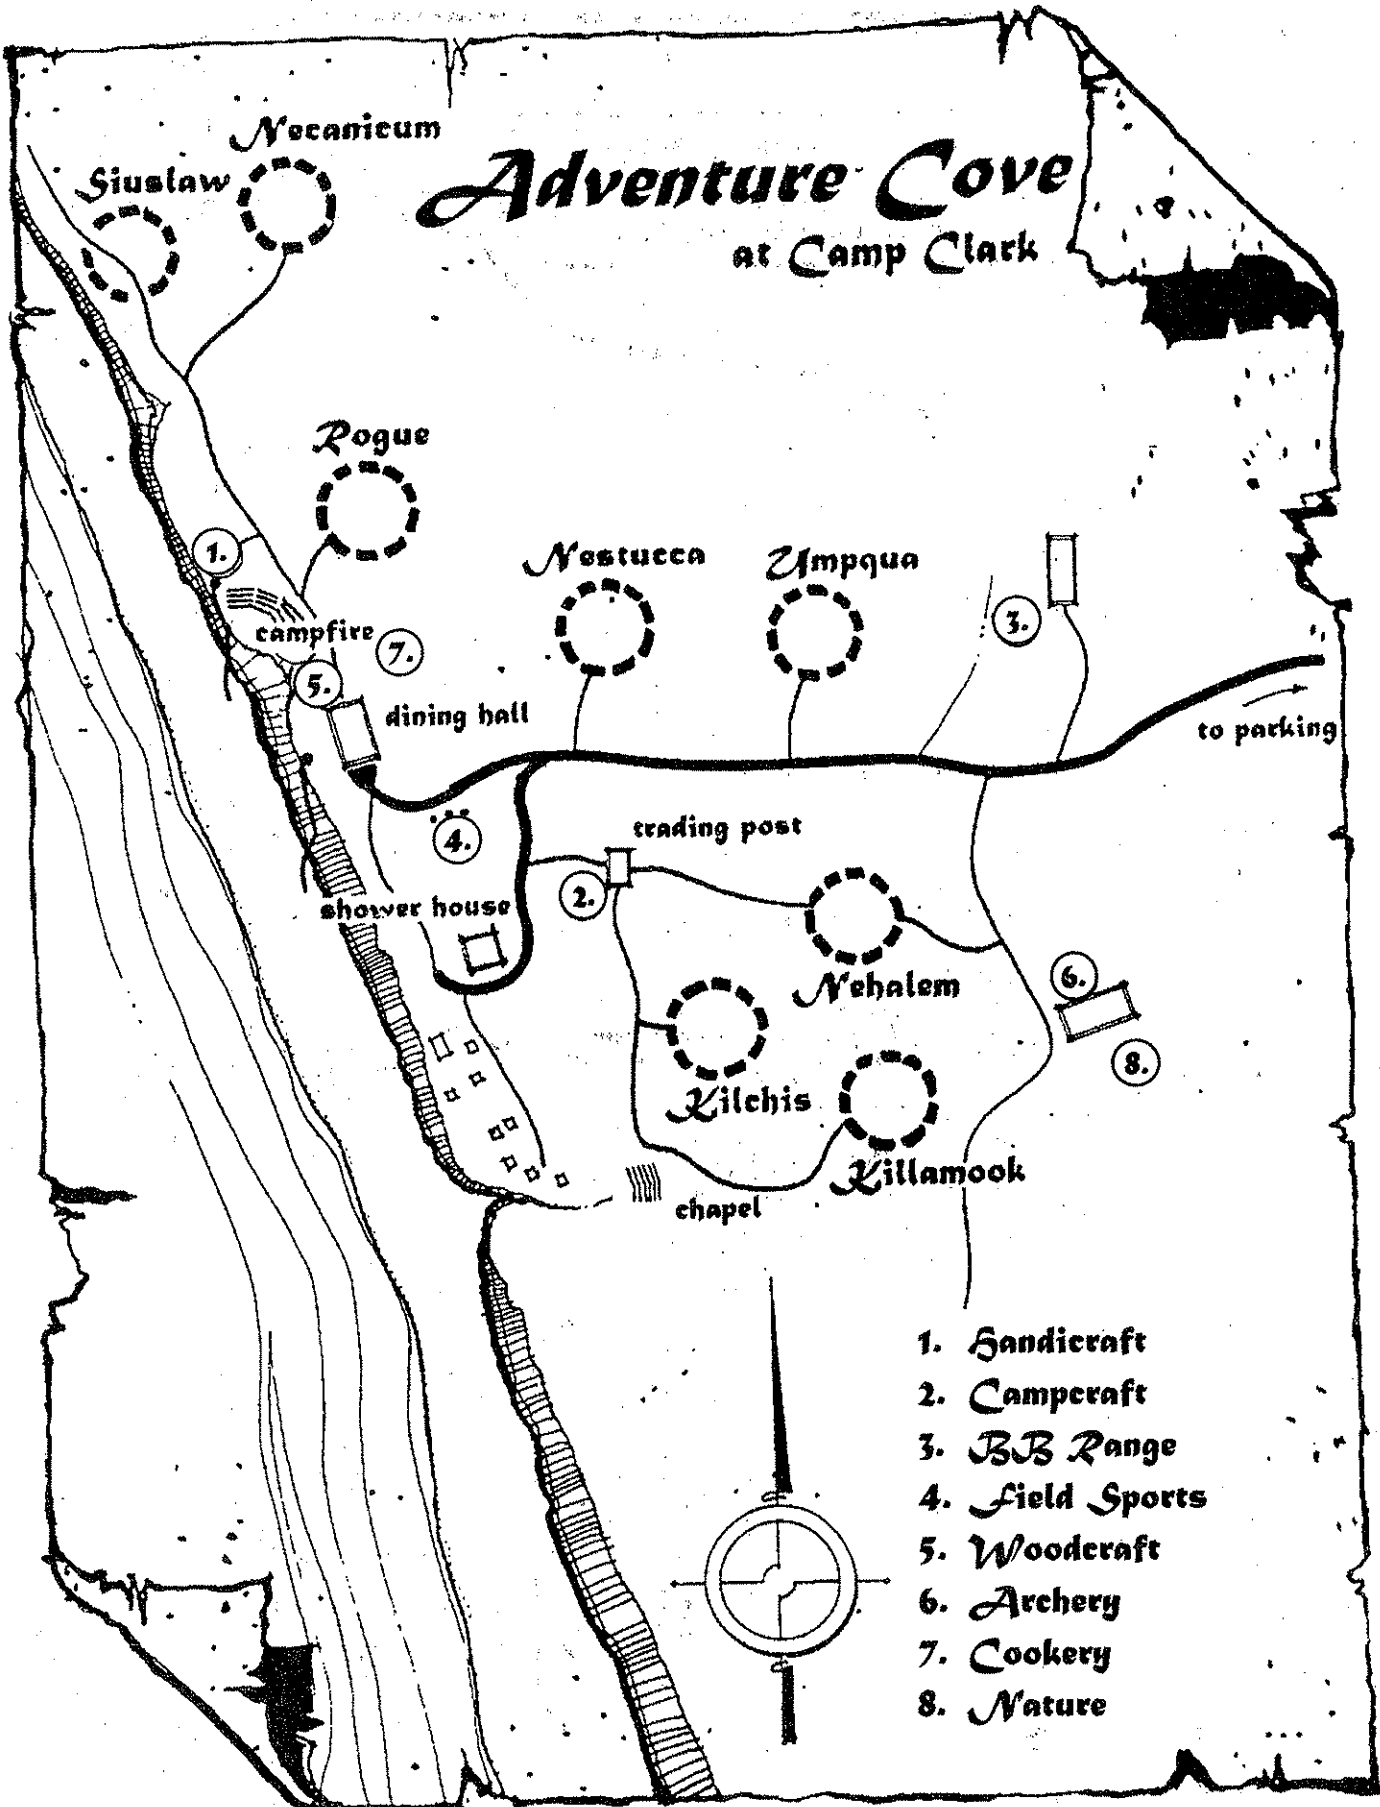 Necanicum
Siuslaw
Adventure Cove
at Camp Clark
Rogue
1.
Nestucca
Umpqua
3.
campfire
7.
5.
dining hall
to parking
trading post
4.
2.
shower house
Nehalem
6.
8.
Kilchis
Killamook
chapel
1. Handicraft
2. Campcraft
3. BB Range
4. Field Sports
5. Woodcraft
6. Archery
7. Cookery
8. Nature